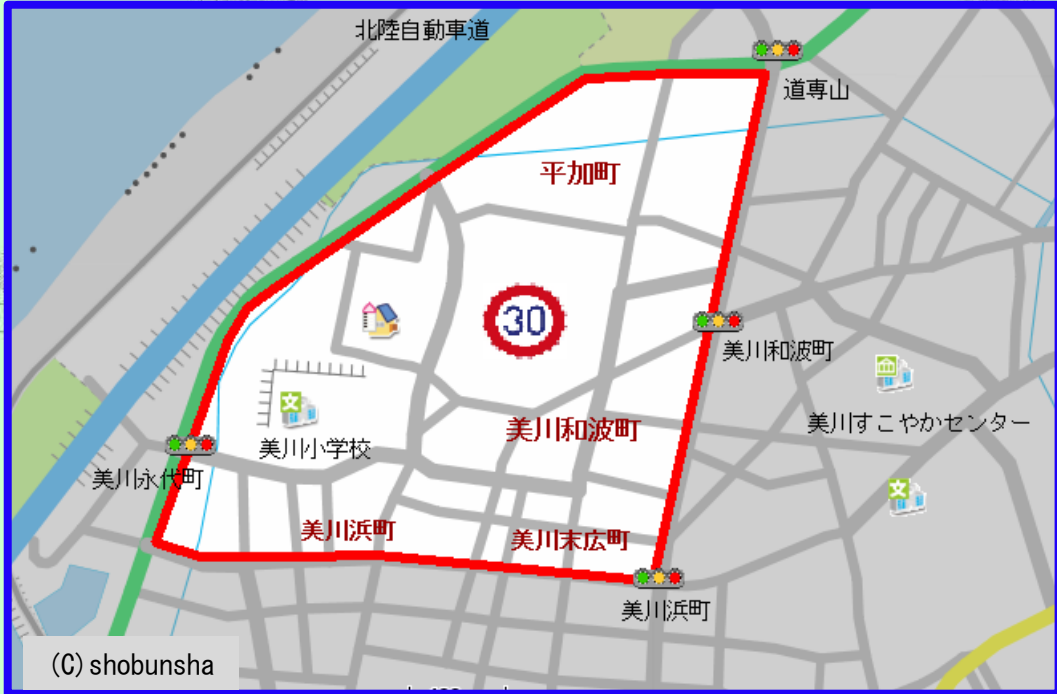 北陸自動車道
道専山
平加町
30
美川和波町
美川すこやかセンター
美川和波町
美川小学校
文
文
美川永代町
美川浜町
美川末広町
美川浜町
(C) shobunsha